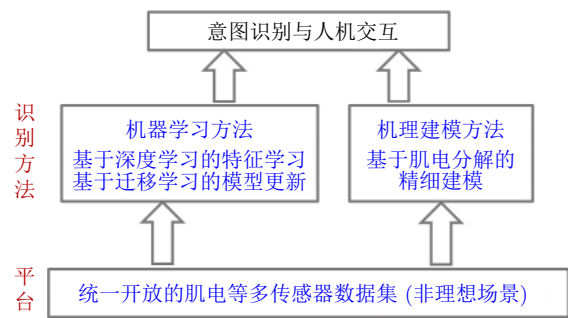 意图识别与人机交互
识别方法
机器学习方法
基于深度学习的特征学习
基于迁移学习的模型更新
机理建模方法
基于肌电分解的
精细建模
平台
统一开放的肌电等多传感器数据集 (非理想场景)